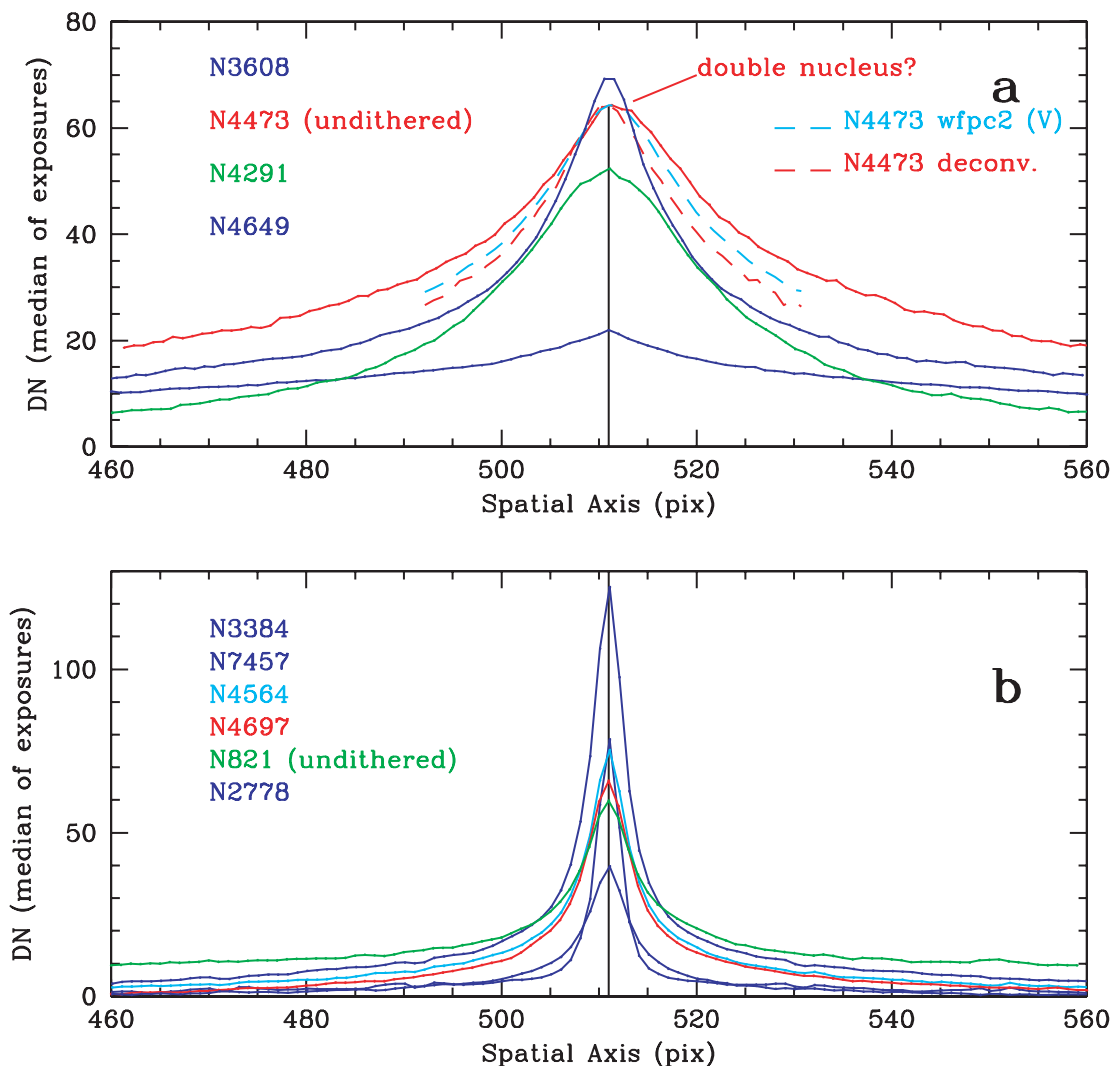 80
60
40
20
0
DN (median of exposures)
N3608
N4473 (undithered)
N4291
N4649
double nucleus?
a
N4473 wfpc2 (V)
N4473 deconv.
460 480 500 520 540 560
Spatial Axis (pix)
100
50
0
DN (median of exposures)
N3384
N7457
N4564
N4697
N821 (undithered)
N2778
b
460 480 500 520 540 560
Spatial Axis (pix)